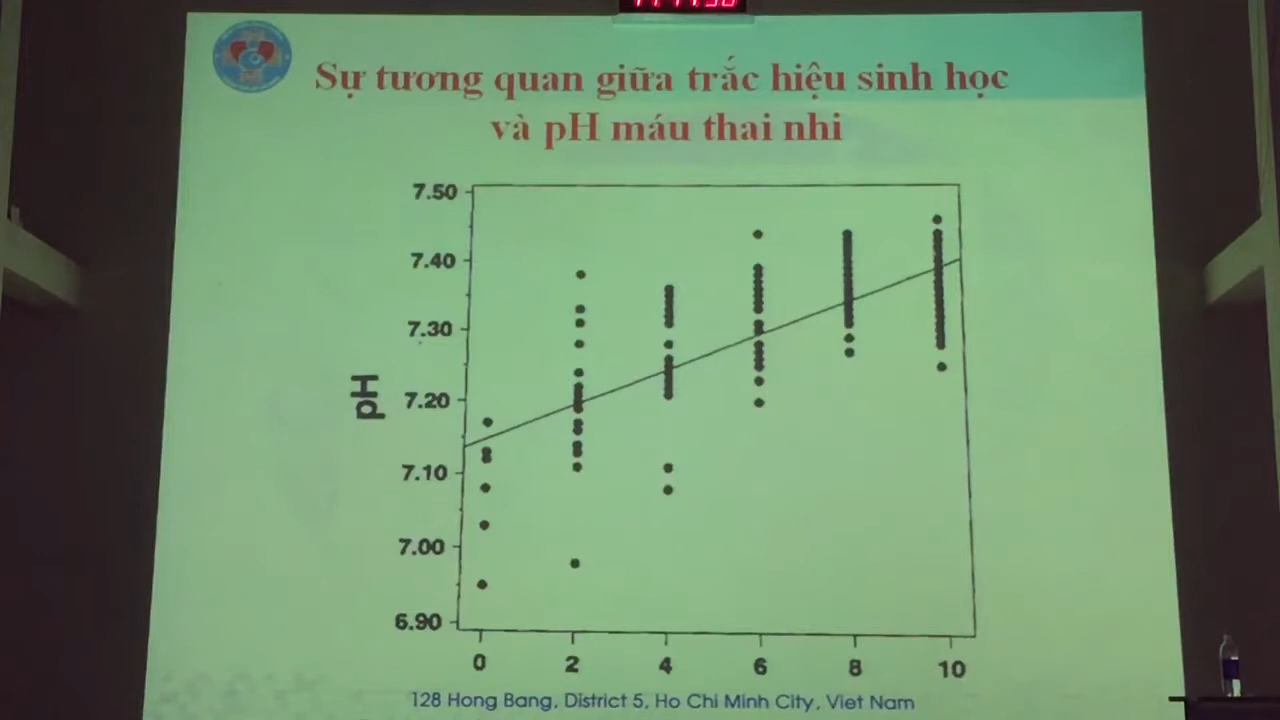 Sự tương quan giữa trắc hiệu sinh học
và pH máu thai nhi
7.50
7.40
7.30
7.20
7.10
7.00
6.90
pH
0 2 4 6 8 10
128 Hong Bang, District 5, Ho Chi Minh City, Viet Nam